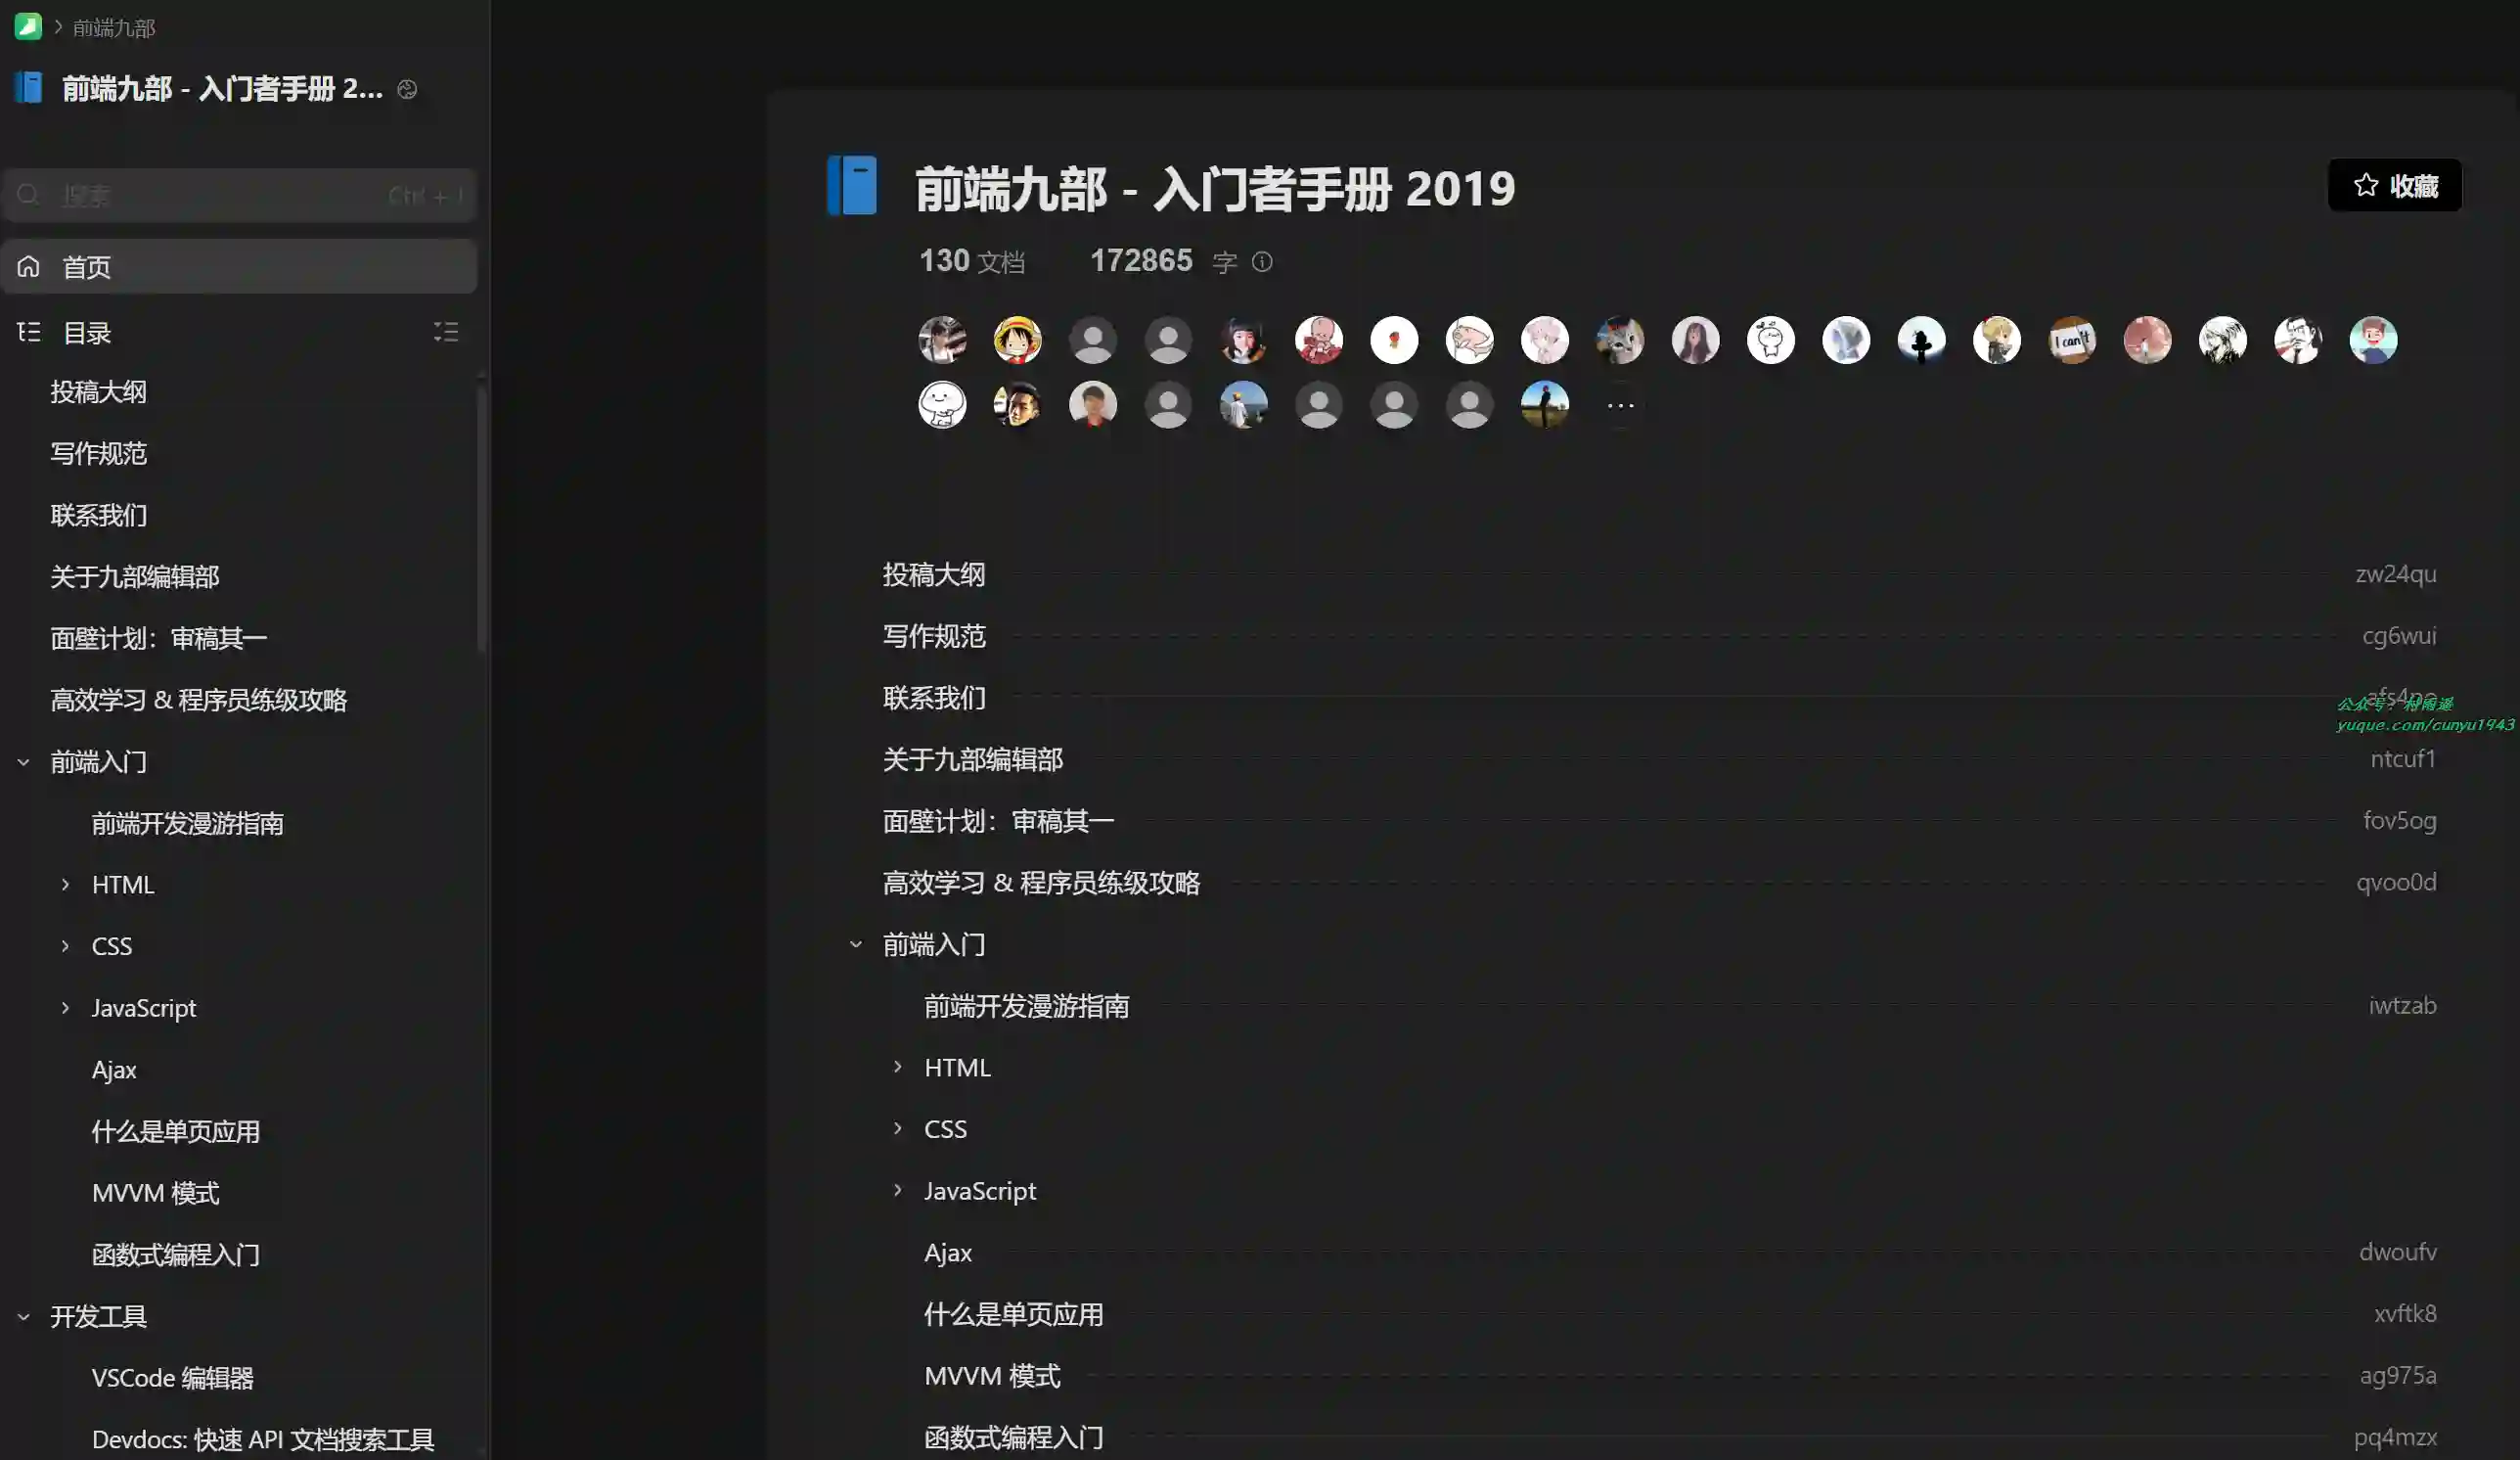 前端九部
前端九部 - 入门者手册 2...
搜索
Ctrl + J
首页
目录
投稿大纲
写作规范
联系我们
关于九部编辑部
面壁计划：审稿其一
高效学习 & 程序员练级攻略
前端入门
前端开发漫游指南
HTML
CSS
JavaScript
Ajax
什么是单页应用
MVVM 模式
函数式编程入门
开发工具
VSCode 编辑器
Devdocs: 快速 API 文档搜索工具
前端九部 - 入门者手册 2019
收藏
130 文档 172865 字
I can't
···
投稿大纲 zw24qu
写作规范 cg6wui
联系我们
公众号：村雨遥
yuque.com/cunyu1943
关于九部编辑部 ntcuf1
面壁计划：审稿其一 fov5og
高效学习 & 程序员练级攻略 qvoo0d
前端入门
前端开发漫游指南 iwtzab
HTML
CSS
JavaScript
Ajax dwoufv
什么是单页应用 xvftk8
MVVM 模式 ag975a
函数式编程入门 pq4mzx